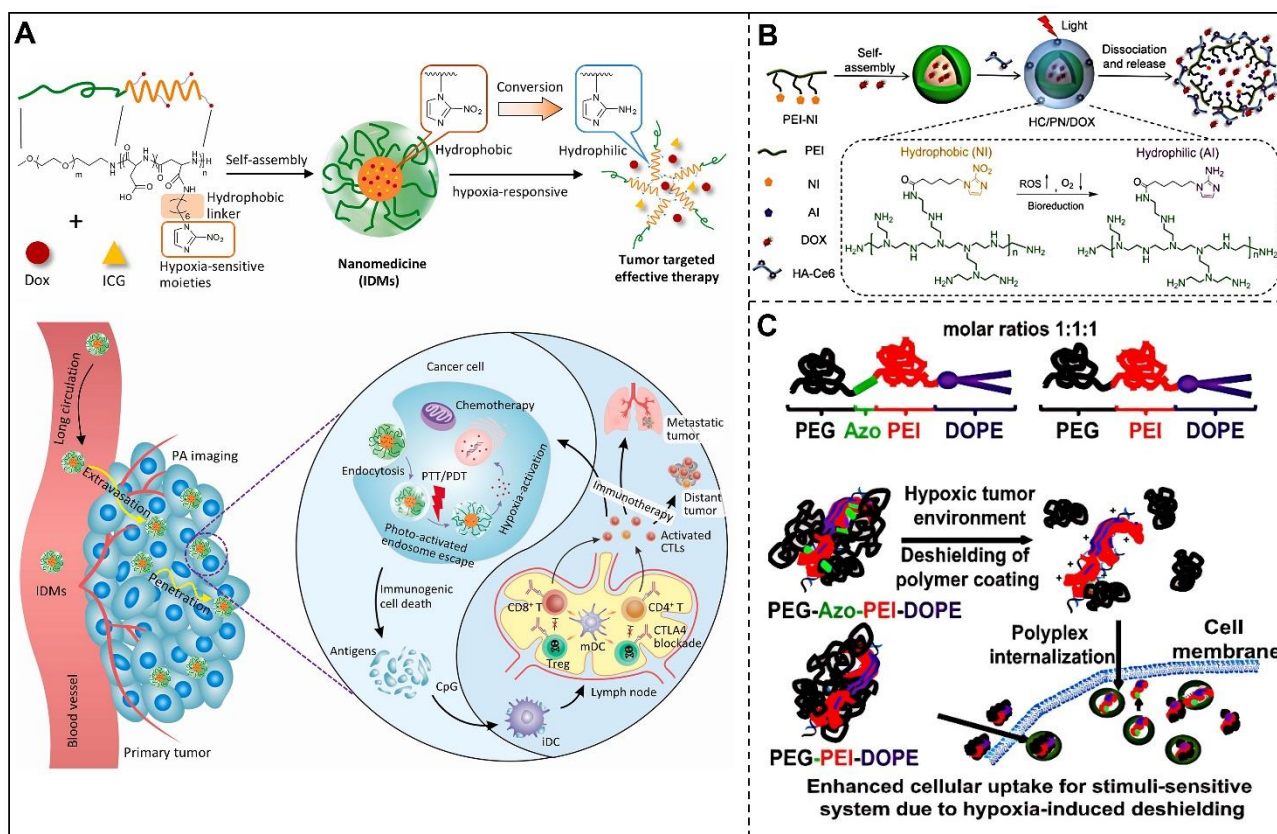 A
Self-assembly
Conversion
Hydrophobic
Hydrophilic
hypoxia-responsive
m
n
HO
O
NH
H
N
NO₂
NH₂
6
Hydrophobic
linker
+
Dox
ICG
Hypoxia-sensitive
moieties
Nanomedicine
(IDMs)
Tumor targeted
effective therapy
Long circulation
PA imaging
Extravasation
IDMs
Penetration
Blood vessel
Primary tumor
Cancer cell
Chemotherapy
Endocytosis
PTT/PDT
Hypoxia-activation
Photo-activated
endosome escape
Immunogenic
cell death
Antigens
CpG
iDC
Metastatic
tumor
Distant
tumor
Immunotherapy
Activated
CTLs
CD8⁺ T
CD4⁺ T
mDC
CTLA4
blockade
Treg
Lymph node
B
Light
Self-
assembly
Dissociation
and release
PEI-NI
HC/PN/DOX
PEI
NI
AI
DOX
HA-Ce6
Hydrophobic (NI)
Hydrophilic (AI)
ROS ↑ , O₂ ↓
Bioreduction
C
molar ratios 1:1:1
PEG Azo PEI DOPE
PEG PEI DOPE
Hypoxic tumor
environment
Deshielding of
polymer coating
PEG-Azo-PEI-DOPE
Polyplex
internalization
Cell
membrane
PEG-PEI-DOPE
Enhanced cellular uptake for stimuli-sensitive
system due to hypoxia-induced deshielding